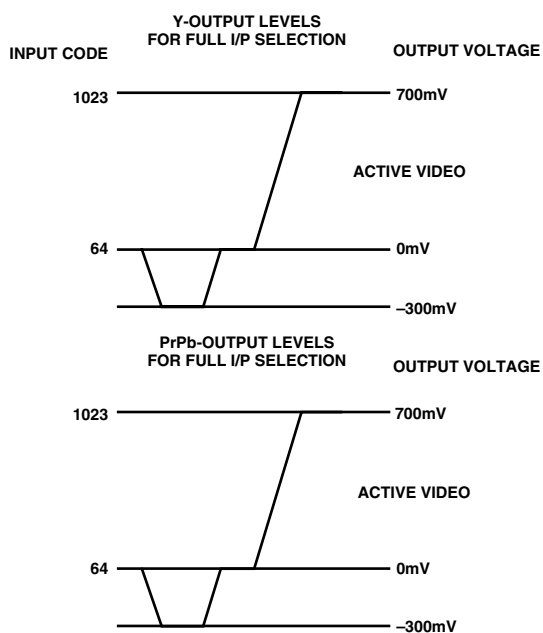 Y-OUTPUT LEVELS
FOR FULL I/P SELECTION
INPUT CODE
OUTPUT VOLTAGE
1023
700mV
ACTIVE VIDEO
64
0mV
–300mV
PrPb-OUTPUT LEVELS
FOR FULL I/P SELECTION
OUTPUT VOLTAGE
1023
700mV
ACTIVE VIDEO
64
0mV
–300mV